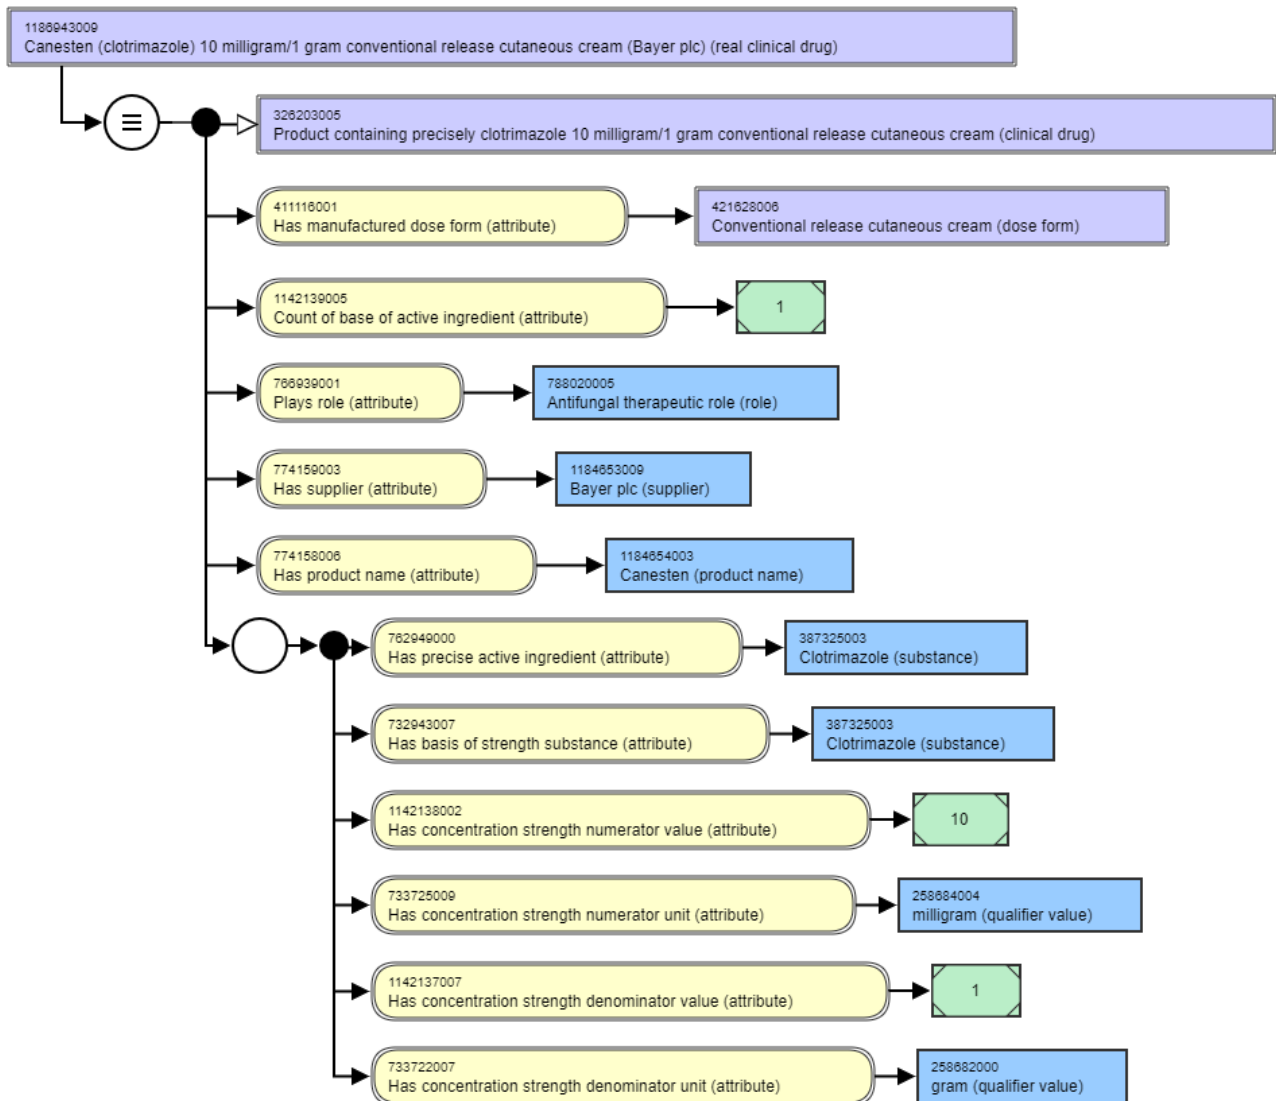 1186943009
Canesten (clotrimazole) 10 milligram/1 gram conventional release cutaneous cream (Bayer plc) (real clinical drug)
326203005
Product containing precisely clotrimazole 10 milligram/1 gram conventional release cutaneous cream (clinical drug)
411116001
Has manufactured dose form (attribute)
421628006
Conventional release cutaneous cream (dose form)
1142139005
Count of base of active ingredient (attribute)
1
766939001
Plays role (attribute)
788020005
Antifungal therapeutic role (role)
774159003
Has supplier (attribute)
1184653009
Bayer plc (supplier)
774158006
Has product name (attribute)
1184654003
Canesten (product name)
762949000
Has precise active ingredient (attribute)
387325003
Clotrimazole (substance)
732943007
Has basis of strength substance (attribute)
387325003
Clotrimazole (substance)
1142138002
Has concentration strength numerator value (attribute)
10
733725009
Has concentration strength numerator unit (attribute)
258684004
milligram (qualifier value)
1142137007
Has concentration strength denominator value (attribute)
1
733722007
Has concentration strength denominator unit (attribute)
258682000
gram (qualifier value)